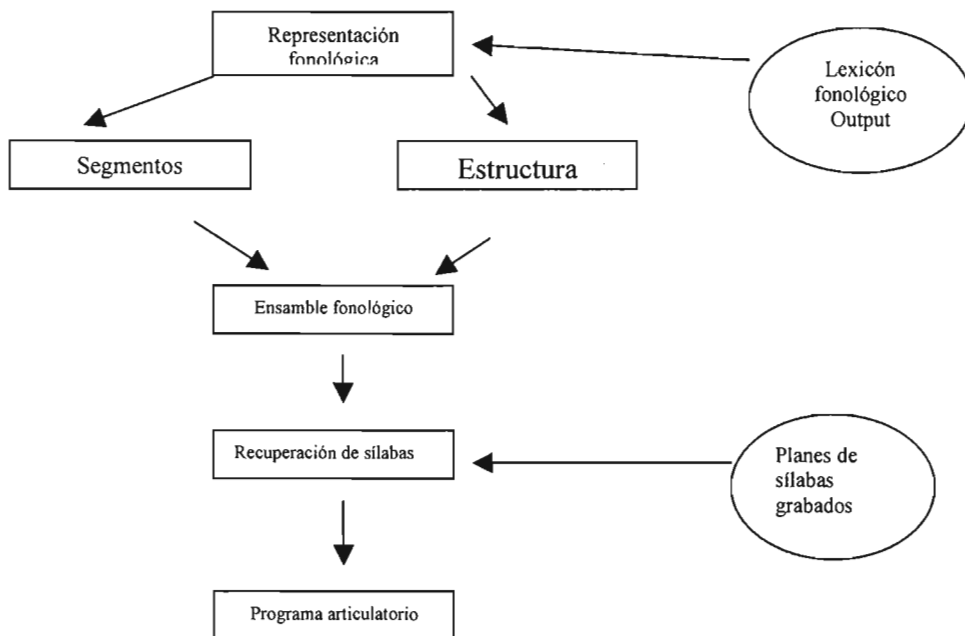 Representación
fonológica
Lexicón
fonológico
Output
Segmentos
Estructura
Ensamble fonológico
Recuperación de sílabas
Planes de
sílabas
grabados
Programa articulatorio